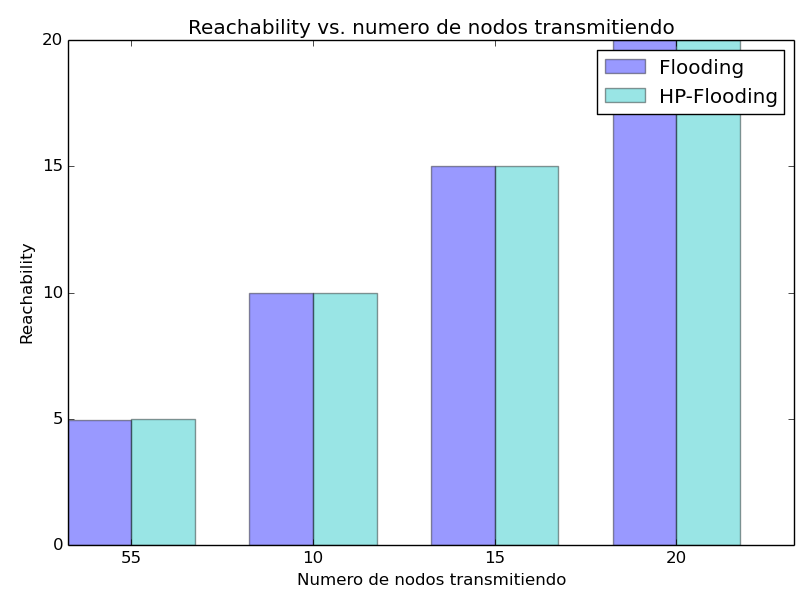 Reachability vs. numero de nodos transmitiendo
Flooding
HP-Flooding
20
15
10
5
0
Reachability
55
10
15
20
Numero de nodos transmitiendo